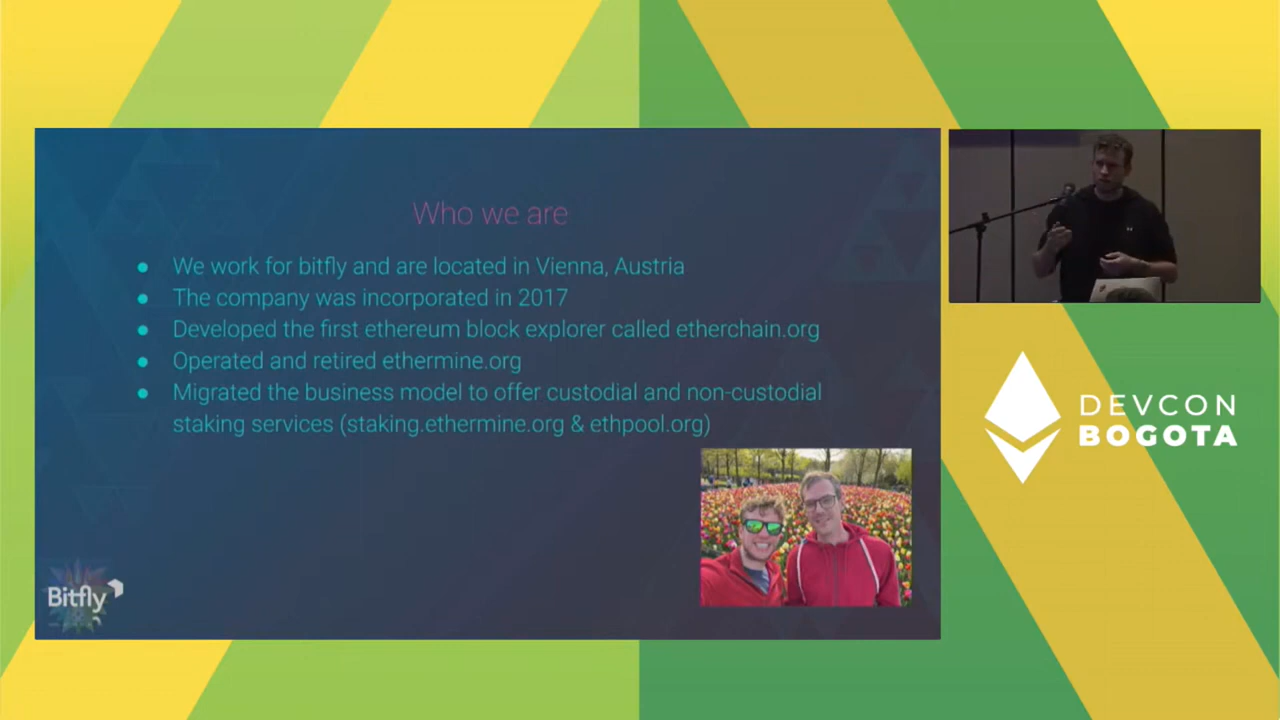 Who we are
We work for bitfly and are located in Vienna, Austria
The company was incorporated in 2017
Developed the first ethereum block explorer called etherchain.org
Operated and retired ethermine.org
Migrated the business model to offer custodial and non-custodial
staking services (staking.ethermine.org & ethpool.org)
Bitfly
DEVCON
BOGOTA